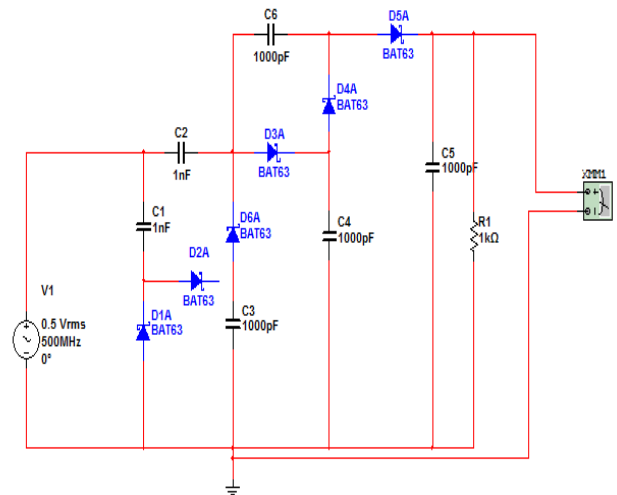 C6
1000pF
D5A
BAT63
D4A
BAT63
C2
1nF
D3A
BAT63
C5
1000pF
XMM1
C1
1nF
D6A
BAT63
C4
1000pF
R1
1kΩ
D2A
BAT63
V1
0.5 Vrms
500MHz
0°
D1A
BAT63
C3
1000pF